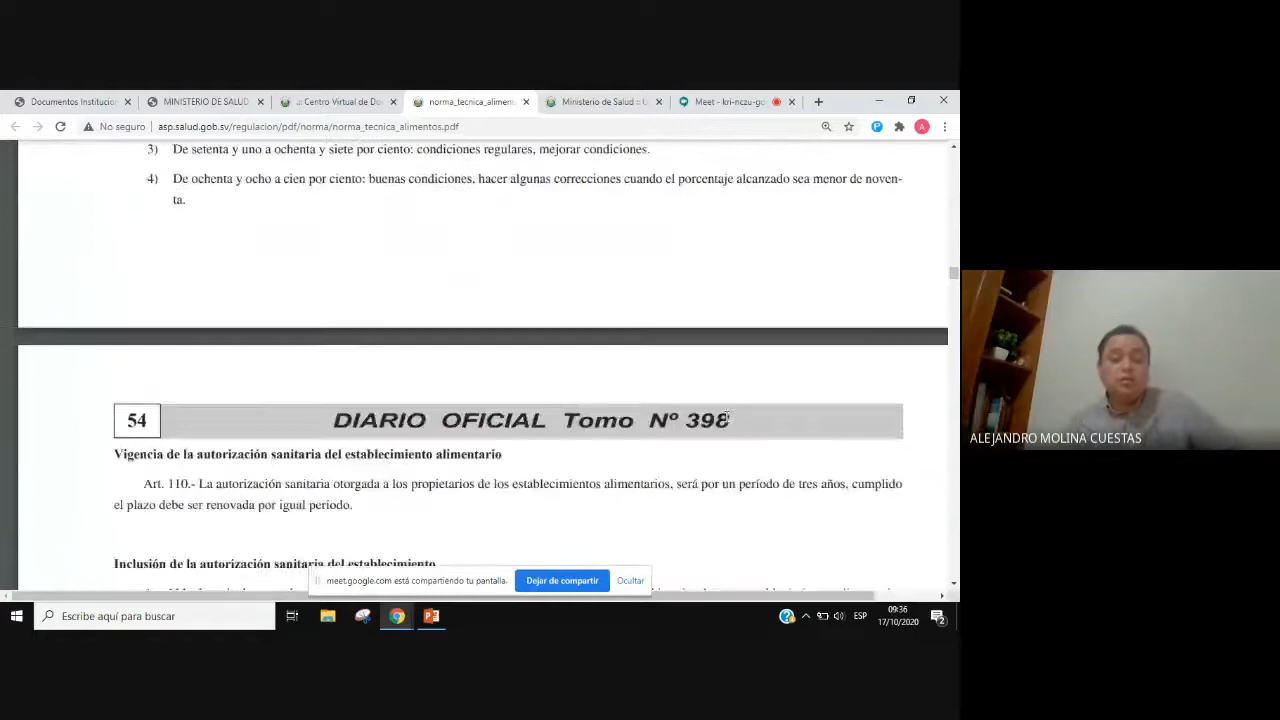 Documentos Institucion
MINISTERIO DE SALUD
:: Centro Virtual de Do
norma_tecnica_alimen
Ministerio de Salud :: U
Meet - kri-nczu-go
No seguro
asp.salud.gob.sv/regulacion/pdf/norma/norma_tecnica_alimentos.pdf
3) De setenta y uno a ochenta y siete por ciento: condiciones regulares, mejorar condiciones.
4) De ochenta y ocho a cien por ciento: buenas condiciones, hacer algunas correcciones cuando el porcentaje alcanzado sea menor de noven-
ta.
54
DIARIO OFICIAL Tomo Nº 398
Vigencia de la autorización sanitaria del establecimiento alimentario
Art. 110.- La autorización sanitaria otorgada a los propietarios de los establecimientos alimentarios, será por un período de tres años, cumplido
el plazo debe ser renovada por igual período.
Inclusión de la autorización sanitaria del establecimiento
meet.google.com está compartiendo tu pantalla.
Dejar de compartir
Ocultar
Escribe aquí para buscar
ESP
09:36
17/10/2020
2
ALEJANDRO MOLINA CUESTAS